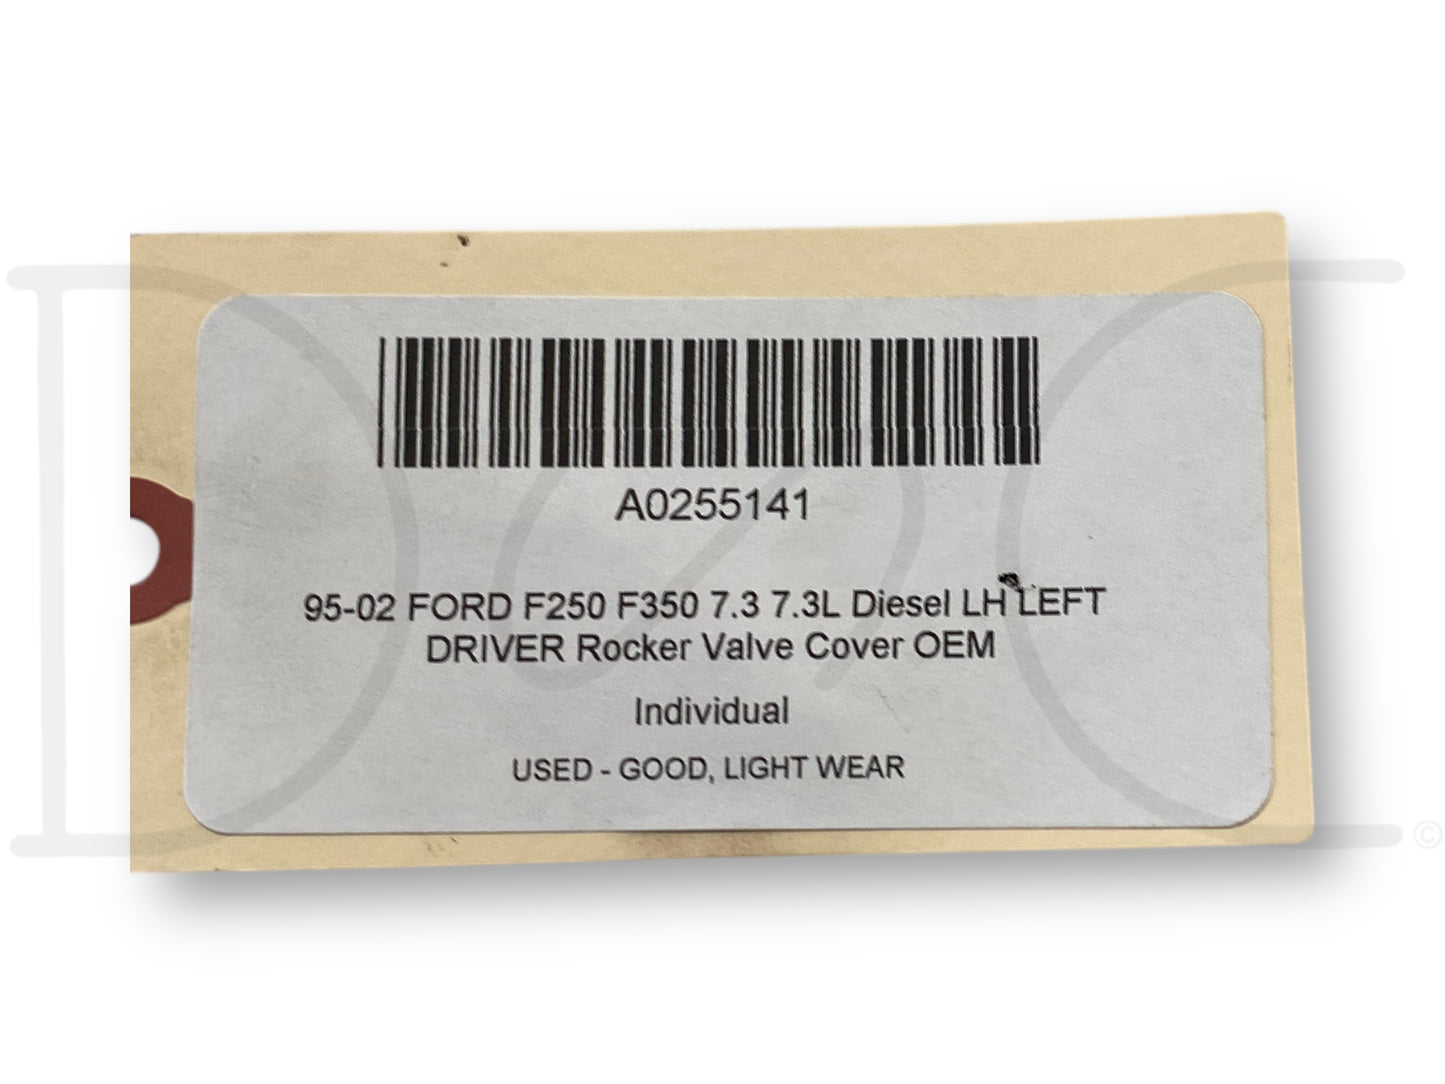 A0255141
95-02 FORD F250 F350 7.3 7.3L Diesel LH LEFT
DRIVER Rocker Valve Cover OEM
Individual
USED - GOOD, LIGHT WEAR
©